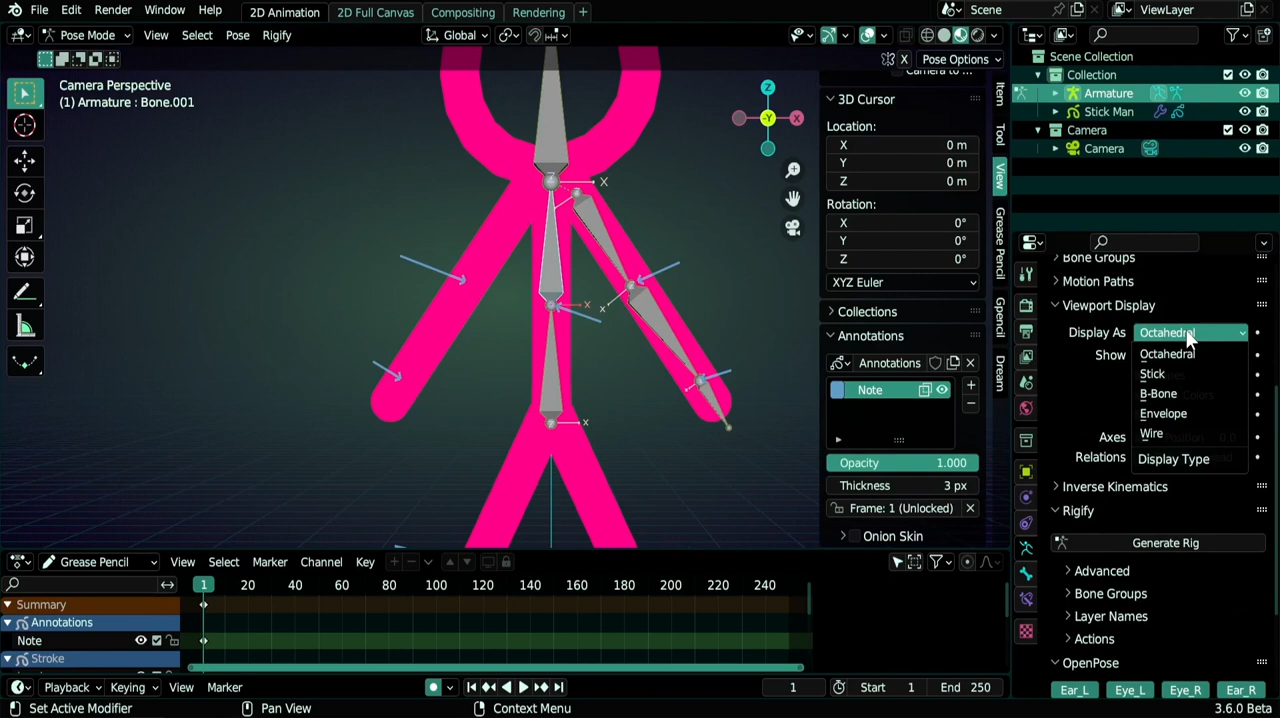 File Edit Render Window Help 2D Animation 2D Full Canvas Compositing Rendering + Scene ViewLayer
Pose Mode View Select Pose Rigify Global
X Pose Options
Camera Perspective
(1) Armature : Bone.001
Z
-Y
X
X
X
X
X
Camera to ...
3D Cursor
Location:
X 0 m
Y 0 m
Z 0 m
Rotation:
X 0°
Y 0°
Z 0°
XYZ Euler
Collections
Annotations
Annotations
Note
Opacity 1.000
Thickness 3 px
Frame: 1 (Unlocked)
Onion Skin
Item
Tool
View
Grease Pencil
Gpencil
Dream
Scene Collection
Collection
Armature
Stick Man
Camera
Camera
Bone Groups
Motion Paths
Viewport Display
Display As Octahedral
Show Octahedral
Stick
B-Bone
Envelope
Axes Wire Position 0.0
Relations Display Type
Inverse Kinematics
Rigify
Generate Rig
Advanced
Bone Groups
Layer Names
Actions
OpenPose
Ear_L Eye_L Eye_R Ear_R
Grease Pencil View Select Marker Channel Key
1 20 40 60 80 100 120 140 160 180 200 220 240
Summary
Annotations
Note
Stroke
Playback Keying View Marker 1 Start 1 End 250
Set Active Modifier Pan View Context Menu 3.6.0 Beta